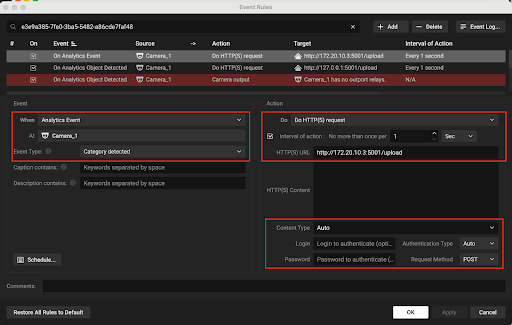 Event Rules
e3e9a385-7fa0-3ba5-5482-a86cde7faf48
Add
Delete
Event Log...
# On Event Source -> Action Target Interval of Action
On Analytics Event Camera_1 Do HTTP(S) request http://172.20.10.3:5001/upload Every 1 second
On Analytics Object Detected Camera_1 Do HTTP(S) request http://127.0.0.1:5001/upload Every 1 second
On Analytics Object Detected Camera_1 Camera output Camera_1 has no outport relays. N/A
Event
Action
When Analytics Event
Do Do HTTP(S) request
At Camera_1
Interval of action : No more than once per 1 Sec
Event Type: Category detected
HTTP(S) URL http://172.20.10.3:5001/upload
Caption contains: Keywords separated by space
Description contains: Keywords separated by space
HTTP(S) Content
Content Type Auto
Login Login to authenticate (opti... Authentication Type Auto
Schedule...
Password Password to authenticate (... Request Method POST
Comments:
Restore All Rules to Default
OK
Apply
Cancel